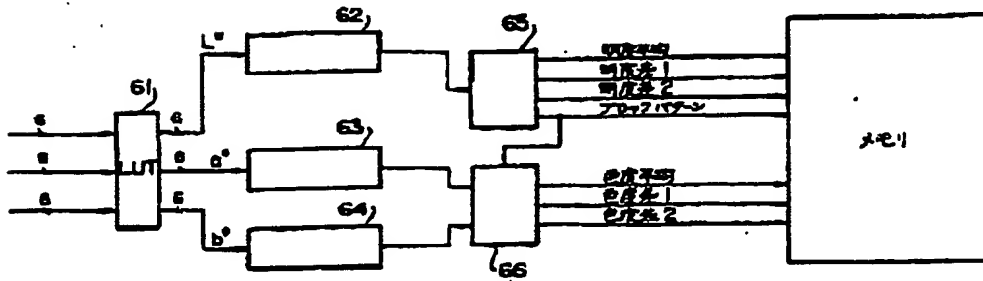 62
65
L*
明度平均
61
明度差1
明度差2
ブロックパターン
63
LUT
a*
メモリ
色度平均
色度差1
64
色度差2
b*
66